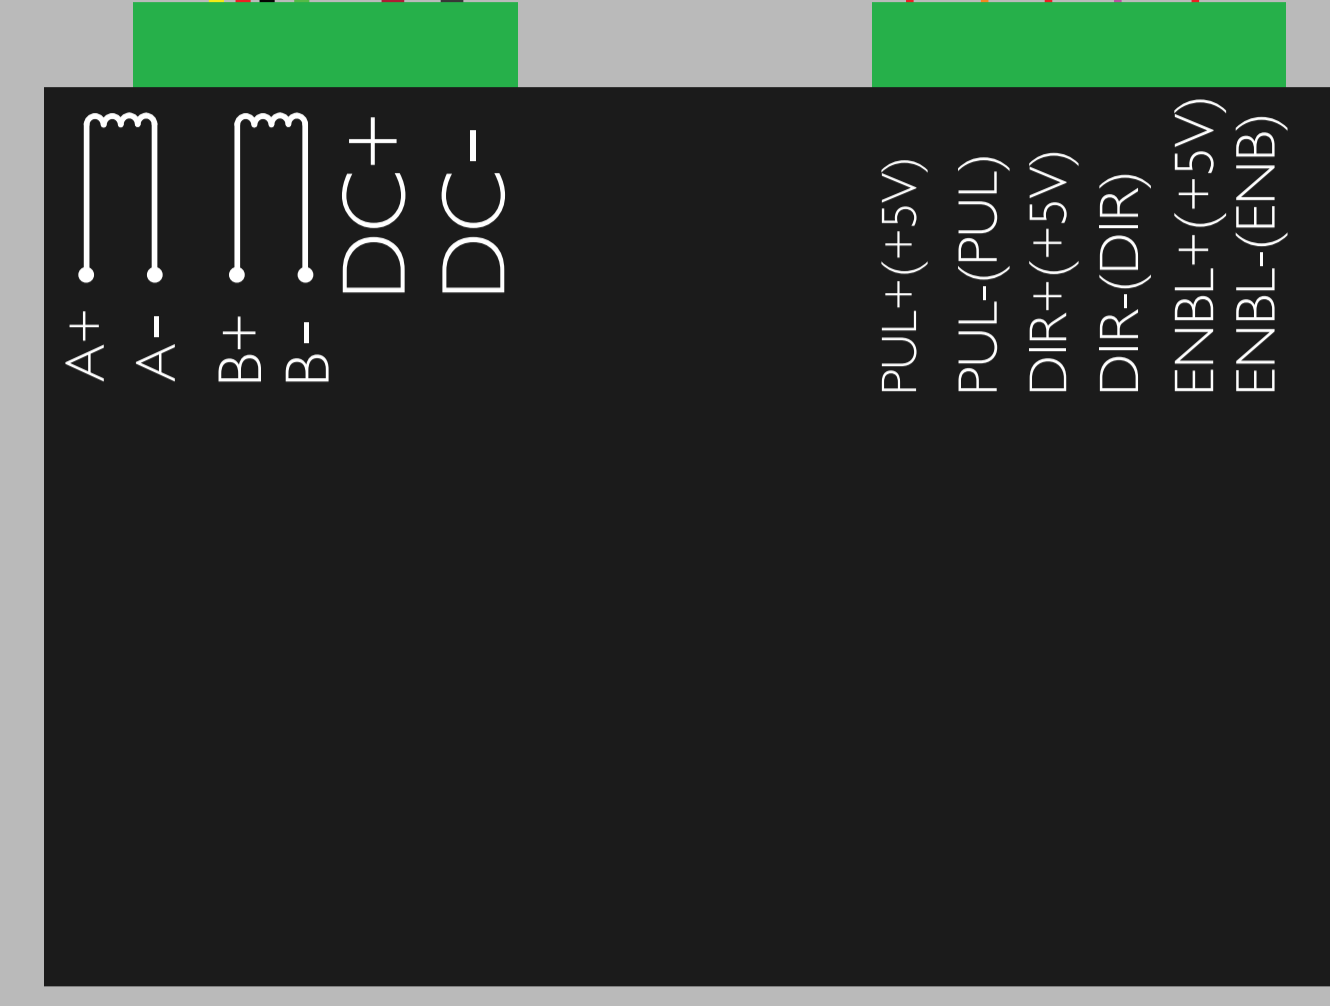 A+
A-
B+
B-
DC+
DC-
PUL+(+5V)
PUL-(PUL)
DIR+(+5V)
DIR-(DIR)
ENBL+(+5V)
ENBL-(ENB)